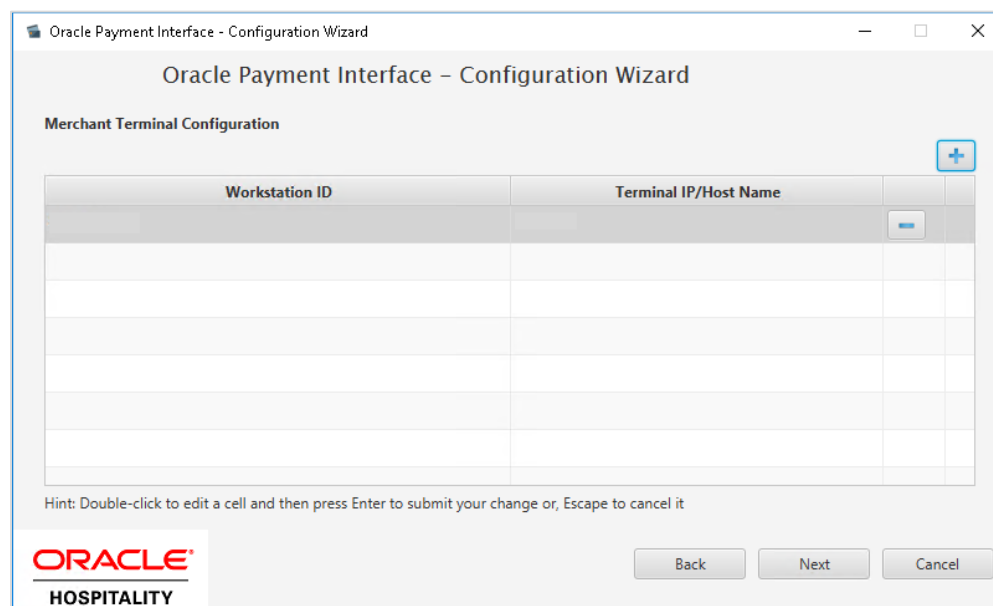 Oracle Payment Interface - Configuration Wizard
Oracle Payment Interface – Configuration Wizard
Merchant Terminal Configuration
Workstation ID Terminal IP/Host Name
Hint: Double-click to edit a cell and then press Enter to submit your change or, Escape to cancel it
ORACLE®
HOSPITALITY
Back Next Cancel